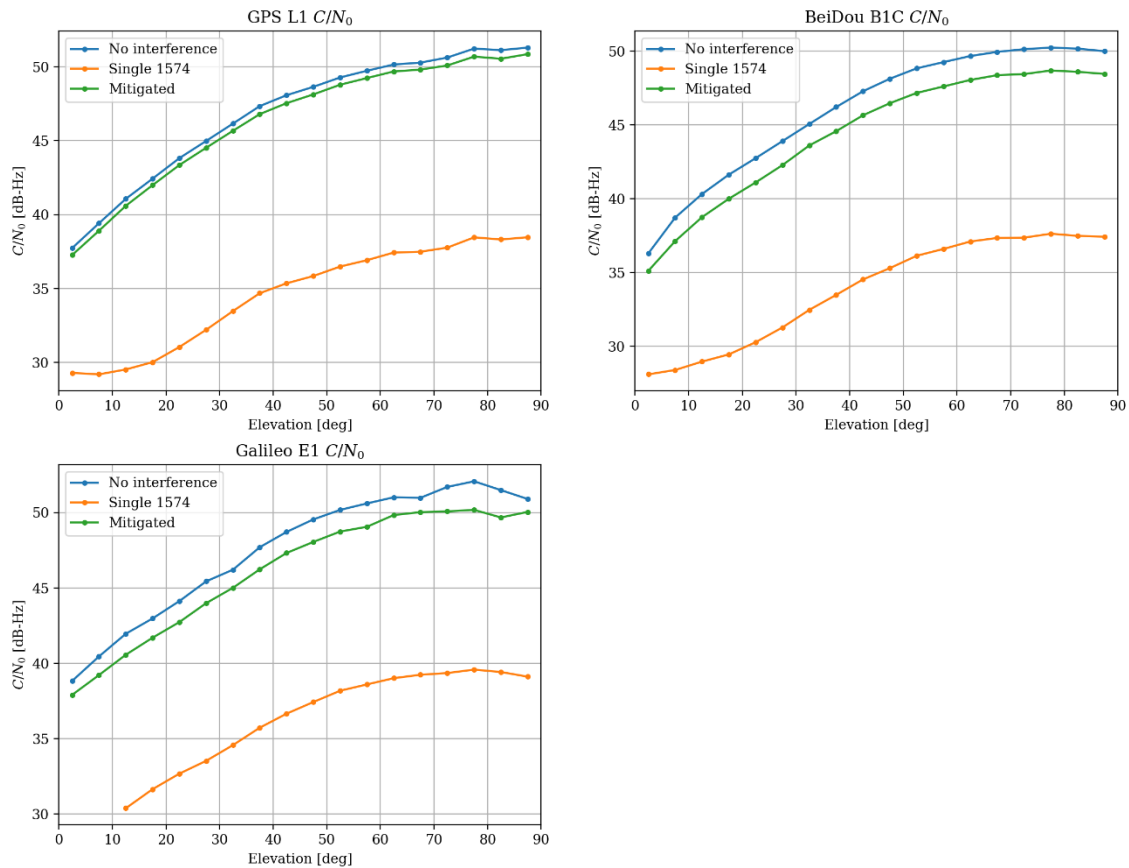 GPS L1 C/N₀
No interference
Single 1574
Mitigated
C/N₀ [dB-Hz]
50
45
40
35
30
0 10 20 30 40 50 60 70 80 90
Elevation [deg]
BeiDou B1C C/N₀
No interference
Single 1574
Mitigated
C/N₀ [dB-Hz]
50
45
40
35
30
0 10 20 30 40 50 60 70 80 90
Elevation [deg]
Galileo E1 C/N₀
No interference
Single 1574
Mitigated
C/N₀ [dB-Hz]
50
45
40
35
30
0 10 20 30 40 50 60 70 80 90
Elevation [deg]